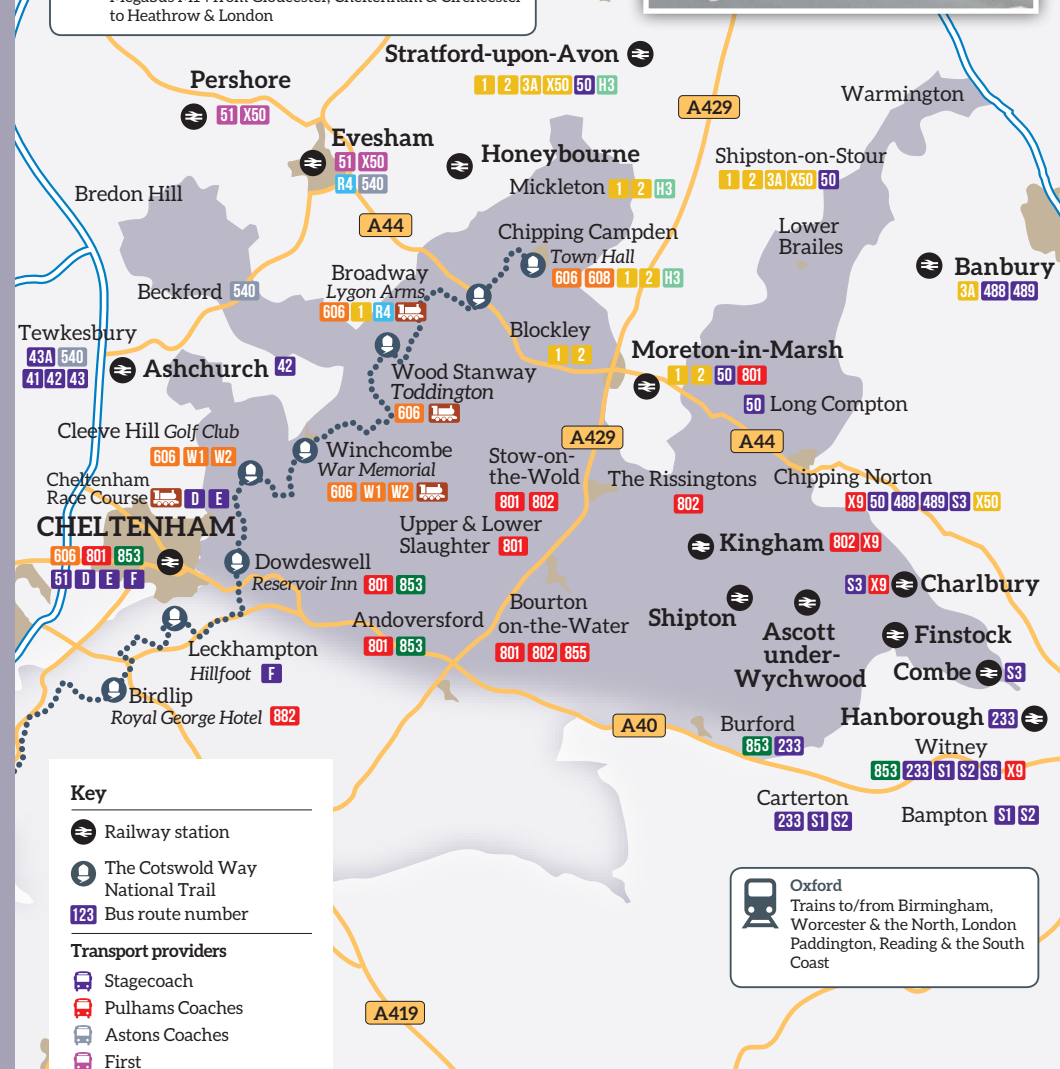 to Heathrow & London
Stratford-upon-Avon
1 2 3A X50 50 H3
Pershore
51 X50
A429
Warmington
Evesham
51 X50
R4 540
Honeybourne
Mickleton 1 2 H3
Shipston-on-Stour
1 2 3A X50 50
Bredon Hill
A44
Chipping Campden
Town Hall
606 608 1 2 H3
Lower
Brailes
Banbury
3A 488 489
Broadway
Lygon Arms
606 1 R4
Beckford 540
Tewkesbury
43A 540
41 42 43
Ashchurch 42
Blockley
1 2
Moreton-in-Marsh
1 2 50 801
50 Long Compton
Wood Stanway
Toddington
606
Cleeve Hill Golf Club
606 W1 W2
A429
A44
Winchcombe
War Memorial
606 W1 W2
Stow-on-
the-Wold
801 802
The Rissingtons
802
Chipping Norton
X9 50 488 489 S3 X50
Cheltenham
Race Course D E
CHELTENHAM
606 801 853
51 D E F
Upper & Lower
Slaughter 801
Kingham 802 X9
Dowdeswell
Reservoir Inn 801 853
S3 X9 Charlbury
Andoversford
801 853
Bourton
on-the-Water
801 802 855
Shipton
Ascott
under-
Wychwood
Finstock
Combe S3
Leckhampton
Hillfoot F
Birdlip
Royal George Hotel 882
A40
Burford
853 233
Hanborough 233
Witney
853 233 S1 S2 S6 X9
Carterton
233 S1 S2
Bampton S1 S2
Key
Railway station
The Cotswold Way
National Trail
123 Bus route number
Transport providers
Stagecoach
Pulhams Coaches
Astons Coaches
First
A419
Oxford
Trains to/from Birmingham,
Worcester & the North, London
Paddington, Reading & the South
Coast